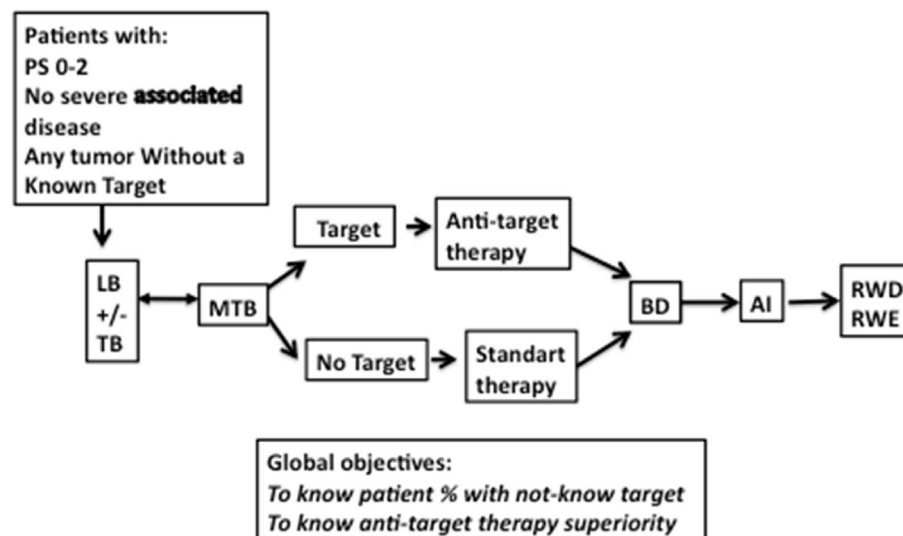 Patients with:
PS 0-2
No severe associated
disease
Any tumor Without a
Known Target
LB
+/-
TB
MTB
Target
No Target
Anti-target
therapy
Standart
therapy
BD
AI
RWD
RWE
Global objectives:
To know patient % with not-know target
To know anti-target therapy superiority